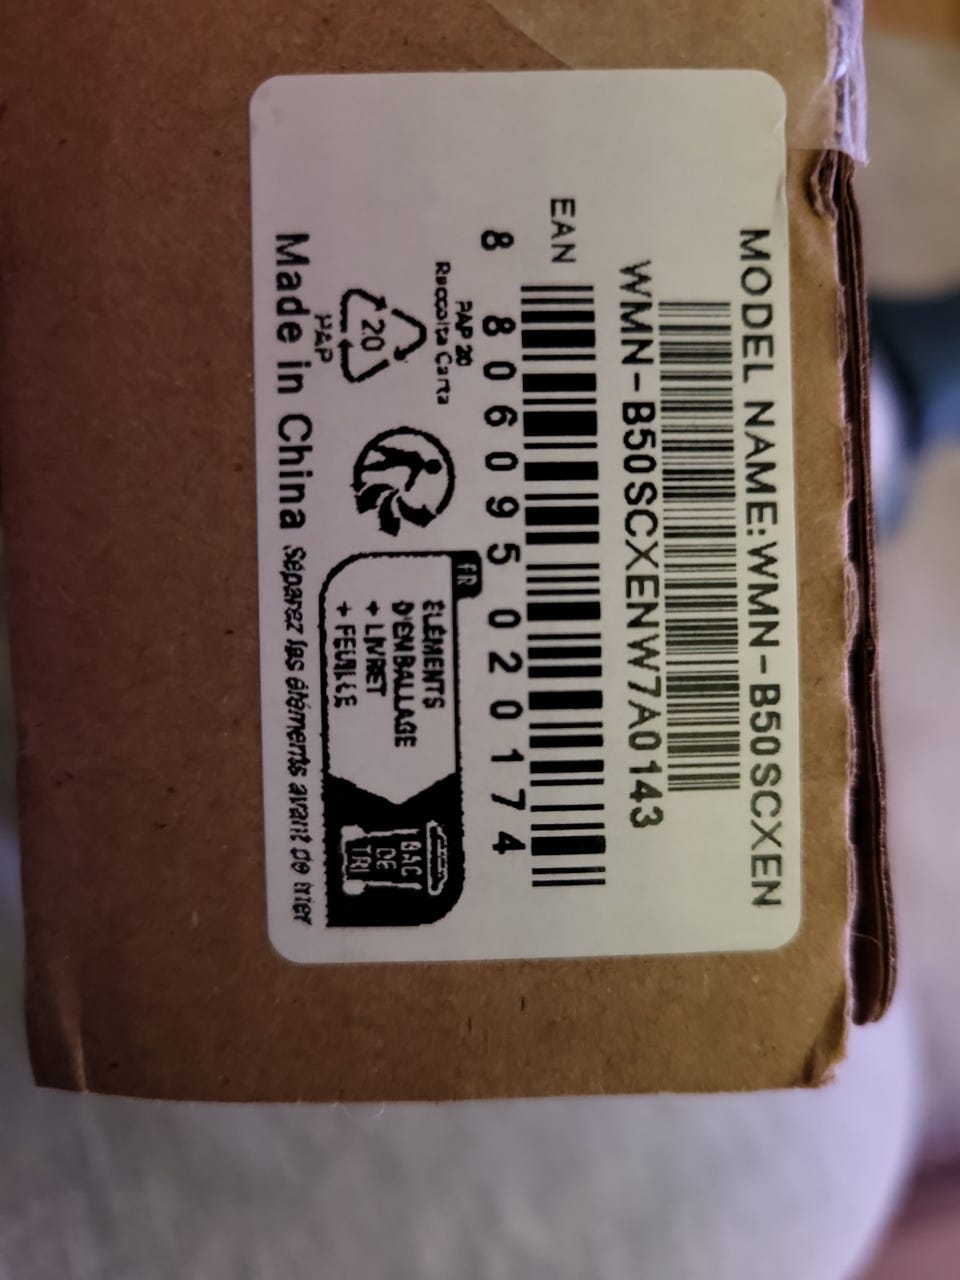 MODEL NAME:WMN-B50SCXEN
WMN-B50SCXENW7A0143
EAN
8 806095 020174
PAP 20
Raccolta Carta
20
PAP
FR
ÉLÉMENTS
D'EMBALLAGE
+ LIVRET
+ FEUILLE
BAC
DE
TRI
Made in China
Séparez les éléments avant de trier